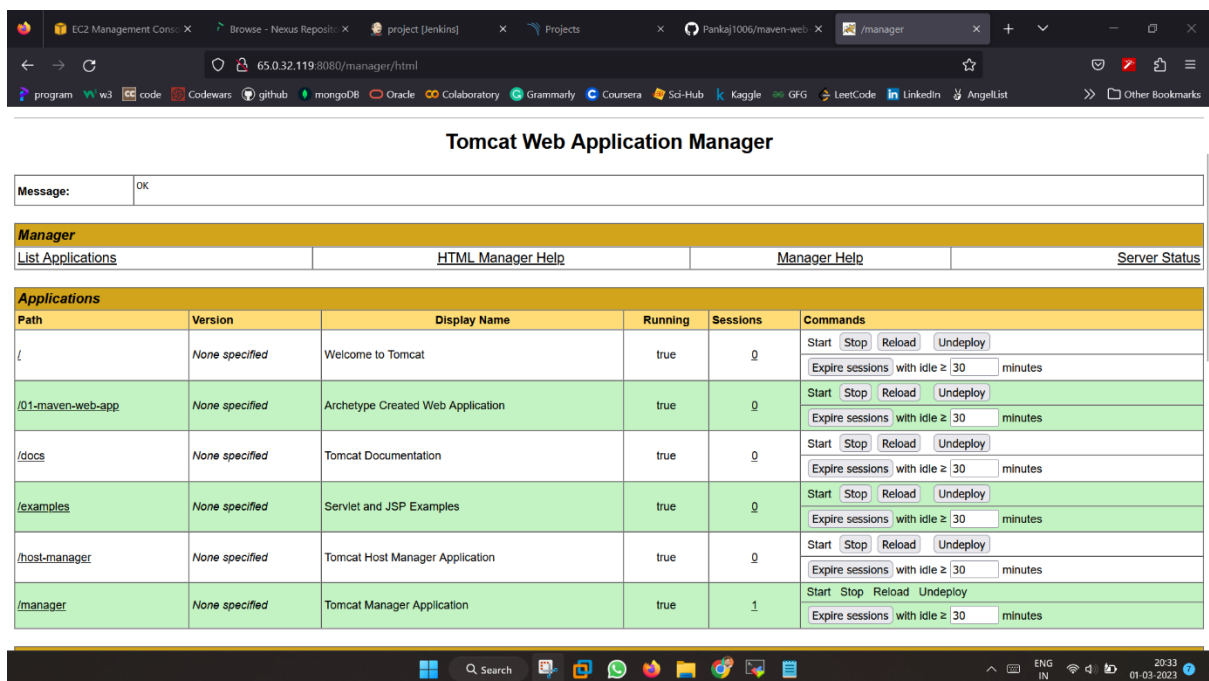 EC2 Management Consc
Browse - Nexus Reposito
project [Jenkins]
Projects
Pankaj1006/maven-web-
/manager
65.0.32.119:8080/manager/html
program w3 code Codewars github mongoDB Oracle Colaboratory Grammarly Coursera Sci-Hub Kaggle GFG LeetCode LinkedIn AngelList Other Bookmarks
Tomcat Web Application Manager
Message: OK
Manager
List Applications HTML Manager Help Manager Help Server Status
Applications
Path Version Display Name Running Sessions Commands
/ None specified Welcome to Tomcat true 0 Start Stop Reload Undeploy
Expire sessions with idle ≥ 30 minutes
/01-maven-web-app None specified Archetype Created Web Application true 0 Start Stop Reload Undeploy
Expire sessions with idle ≥ 30 minutes
/docs None specified Tomcat Documentation true 0 Start Stop Reload Undeploy
Expire sessions with idle ≥ 30 minutes
/examples None specified Servlet and JSP Examples true 0 Start Stop Reload Undeploy
Expire sessions with idle ≥ 30 minutes
/host-manager None specified Tomcat Host Manager Application true 0 Start Stop Reload Undeploy
Expire sessions with idle ≥ 30 minutes
/manager None specified Tomcat Manager Application true 1 Start Stop Reload Undeploy
Expire sessions with idle ≥ 30 minutes
Search
ENG
IN
20:33
01-03-2023
7